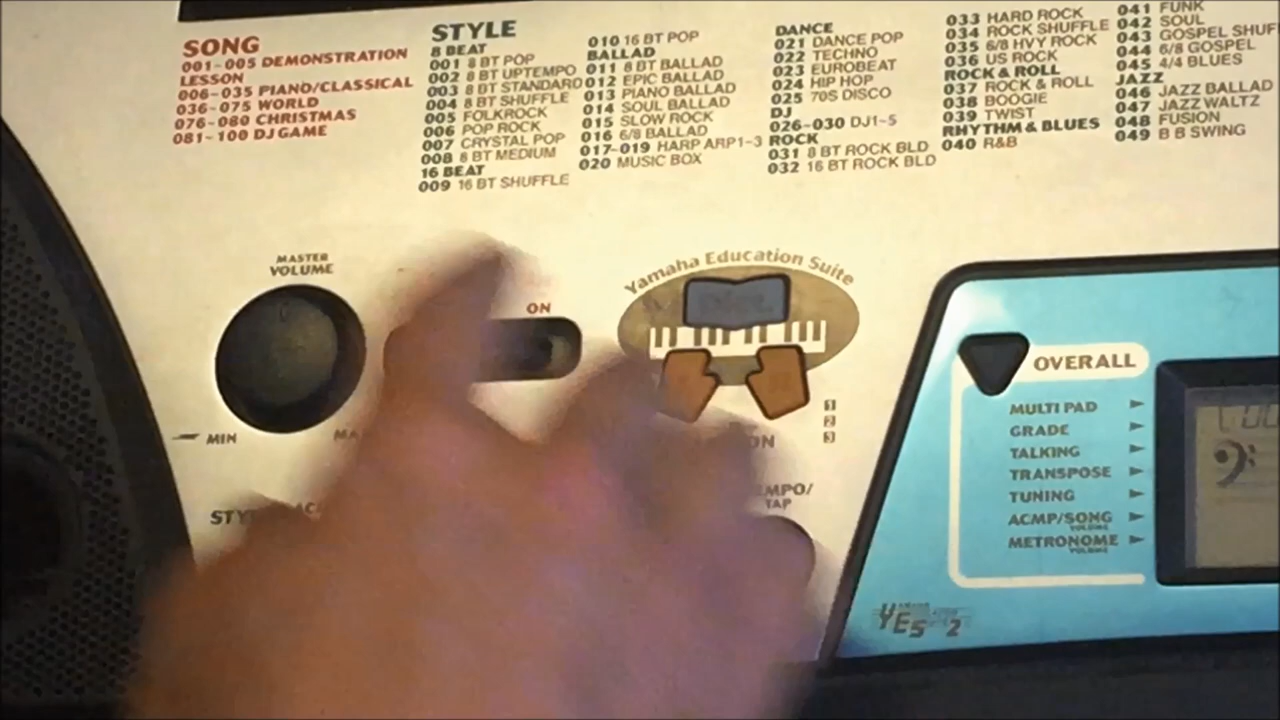 SONG
001-005 DEMONSTRATION
LESSON
006-035 PIANO/CLASSICAL
036-075 WORLD
076-080 CHRISTMAS
081-100 DJ GAME
STYLE
8 BEAT
001 8 BT POP
002 8 BT UPTEMPO
003 8 BT STANDARD
004 8 BT SHUFFLE
005 FOLKROCK
006 POP ROCK
007 CRYSTAL POP
008 8 BT MEDIUM
16 BEAT
009 16 BT SHUFFLE
010 16 BT POP
BALLAD
011 8 BT BALLAD
012 EPIC BALLAD
013 PIANO BALLAD
014 SOUL BALLAD
015 SLOW ROCK
016 6/8 BALLAD
017-019 HARP ARP1-3
020 MUSIC BOX
DANCE
021 DANCE POP
022 TECHNO
023 EUROBEAT
024 HIP HOP
025 70S DISCO
DJ
026-030 DJ1-5
ROCK
031 8 BT ROCK BLD
032 16 BT ROCK BLD
033 HARD ROCK
034 ROCK SHUFFLE
035 6/8 HVY ROCK
036 US ROCK
ROCK & ROLL
037 ROCK & ROLL
038 BOOGIE
039 TWIST
RHYTHM & BLUES
040 R&B
041 FUNK
042 SOUL
043 GOSPEL SHUF
044 6/8 GOSPEL
045 4/4 BLUES
JAZZ
046 JAZZ BALLAD
047 JAZZ WALTZ
048 FUSION
049 B B SWING
MASTER
VOLUME
MIN
ON
Yamaha Education Suite
1
2
3
MPO/
TAP
OVERALL
MULTI PAD
GRADE
TALKING
TRANSPOSE
TUNING
ACMP/SONG
VOLUME
METRONOME
VOLUME
YES 2